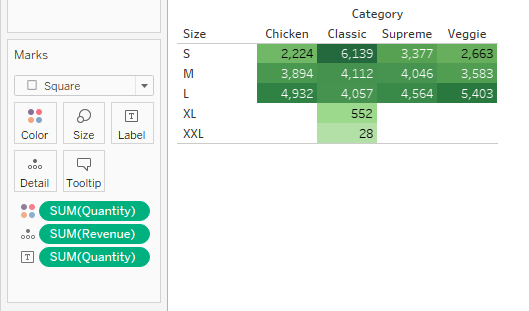 Category
Size Chicken Classic Supreme Veggie
S 2,224 6,139 3,377 2,663
M 3,894 4,112 4,046 3,583
L 4,932 4,057 4,564 5,403
XL 552
XXL 28
Marks
Square
Color Size Label
T
Detail Tooltip
SUM(Quantity)
SUM(Revenue)
T SUM(Quantity)